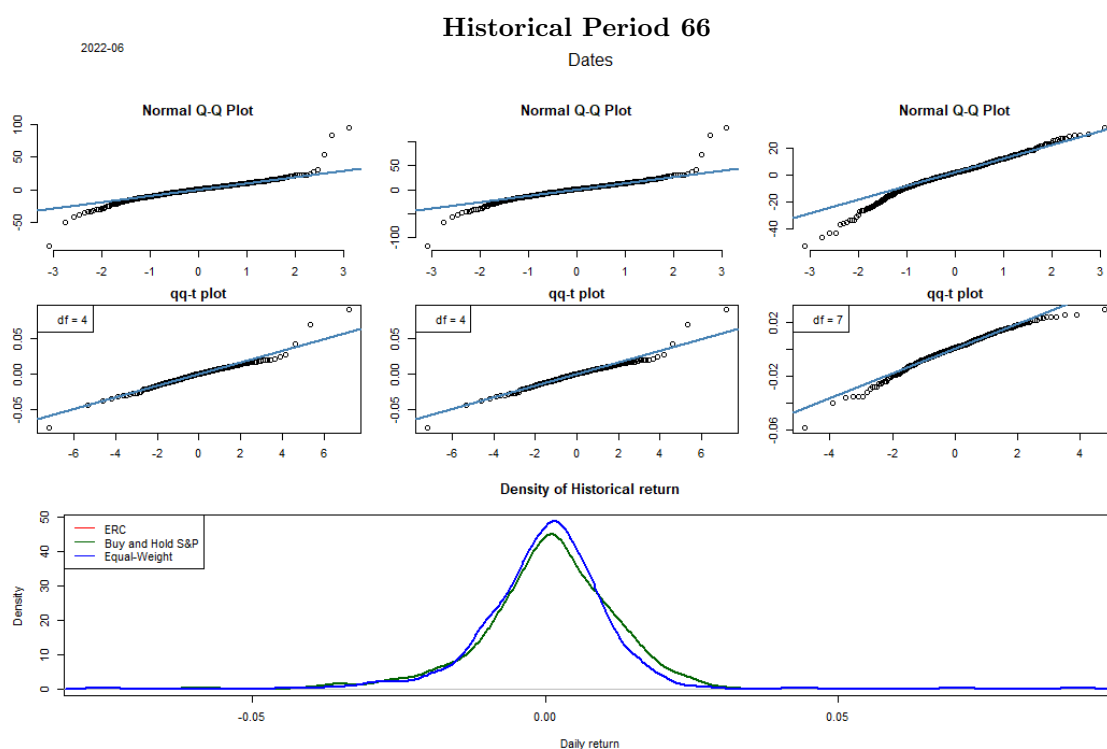 Historical Period 66
2022-06
Dates
Normal Q-Q Plot
Normal Q-Q Plot
Normal Q-Q Plot
100
50
0
-50
-3 -2 -1 0 1 2 3
100
50
0
-100
-3 -2 -1 0 1 2 3
20
0
-20
-40
-3 -2 -1 0 1 2 3
qq-t plot
qq-t plot
qq-t plot
df = 4
0.05
0.00
-0.05
-6 -4 -2 0 2 4 6
df = 4
0.05
0.00
-0.05
-6 -4 -2 0 2 4 6
df = 7
0.02
-0.02
-0.06
-4 -2 0 2 4
Density of Historical return
ERC
Buy and Hold S&P
Equal-Weight
Density
50
40
30
20
10
0
-0.05 0.00 0.05
Daily return